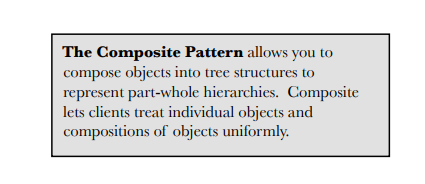 The Composite Pattern allows you to
compose objects into tree structures to
represent part-whole hierarchies. Composite
lets clients treat individual objects and
compositions of objects uniformly.